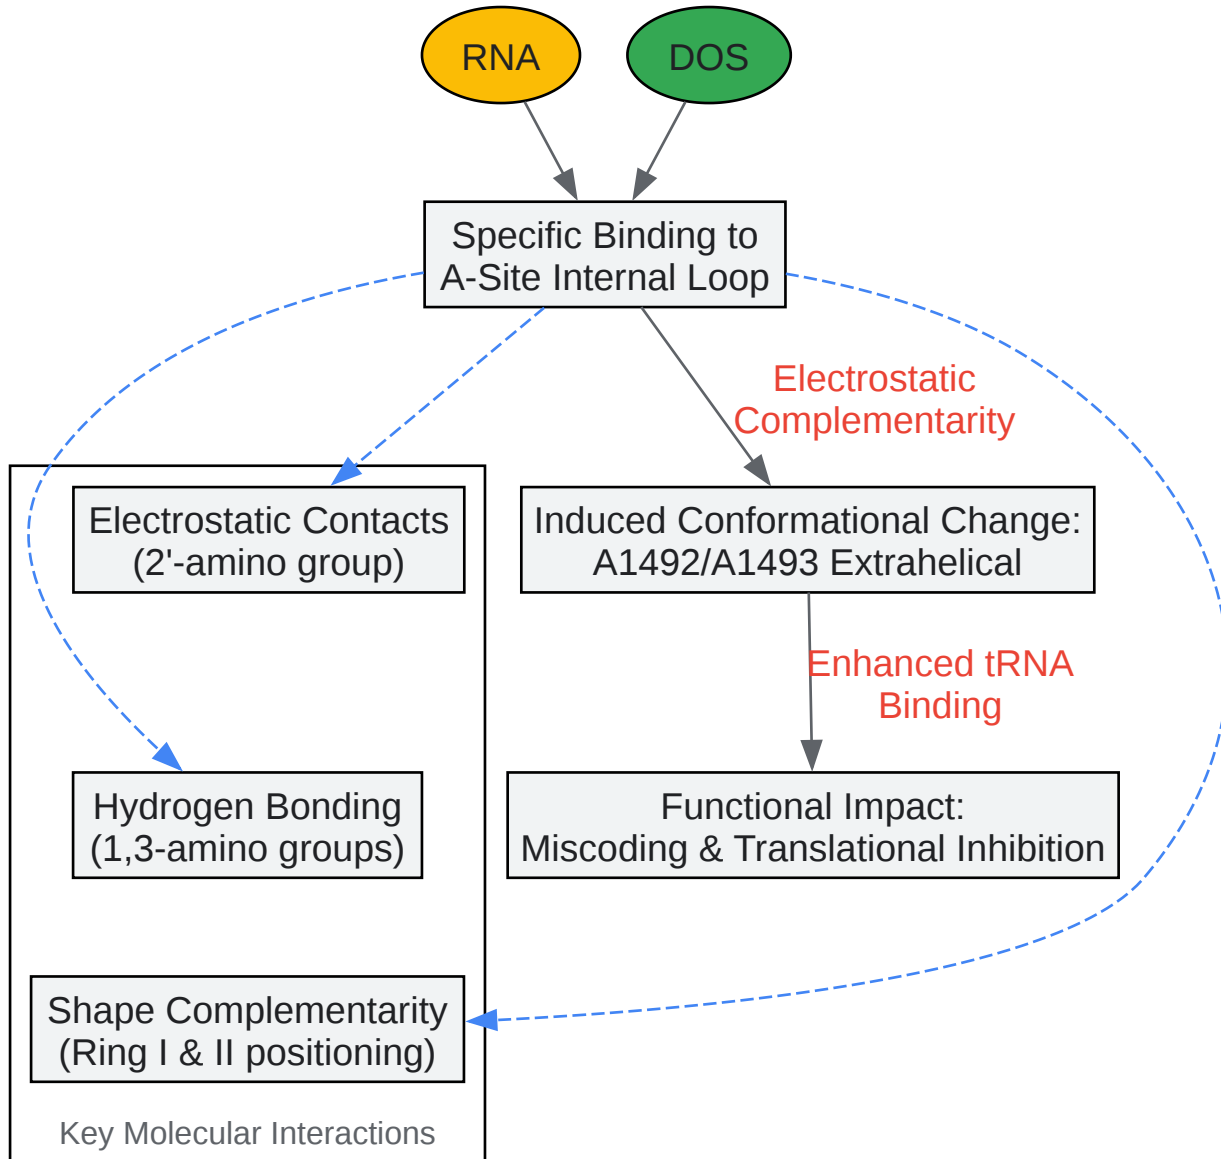 RNA
DOS
Specific Binding to
A-Site Internal Loop
Electrostatic
Complementarity
Electrostatic Contacts
(2'-amino group)
Induced Conformational Change:
A1492/A1493 Extrahelical
Enhanced tRNA
Binding
Hydrogen Bonding
(1,3-amino groups)
Functional Impact:
Miscoding & Translational Inhibition
Shape Complementarity
(Ring I & II positioning)
Key Molecular Interactions